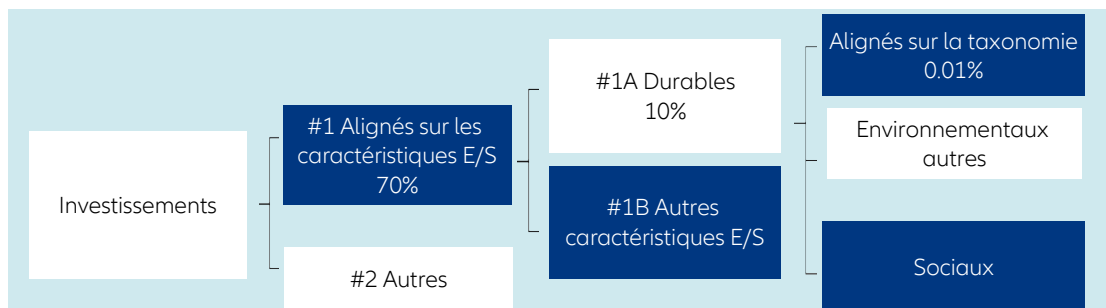 Investissements
#1 Alignés sur les
caractéristiques E/S
70%
#2 Autres
#1A Durables
10%
#1B Autres
caractéristiques E/S
Alignés sur la taxonomie
0.01%
Environnementaux
autres
Sociaux